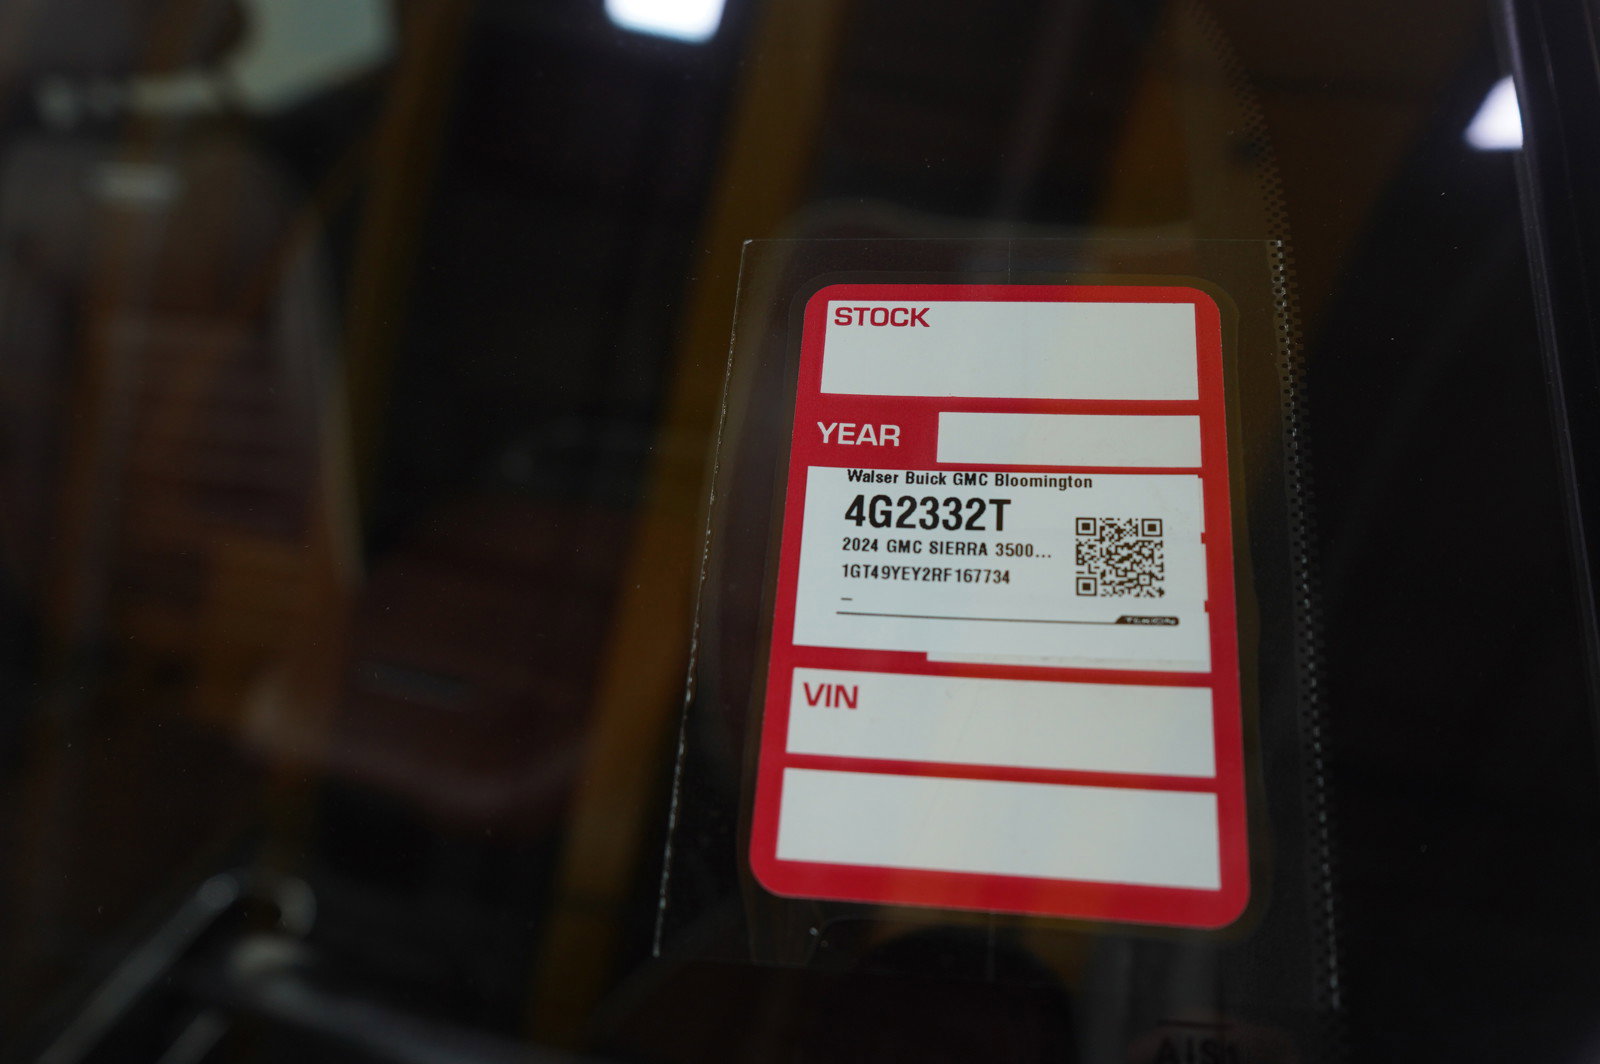 STOCK
YEAR
Walser Buick GMC Bloomington
4G2332T
2024 GMC SIERRA 3500...
1GT49YEY2RF167734
–
VIN